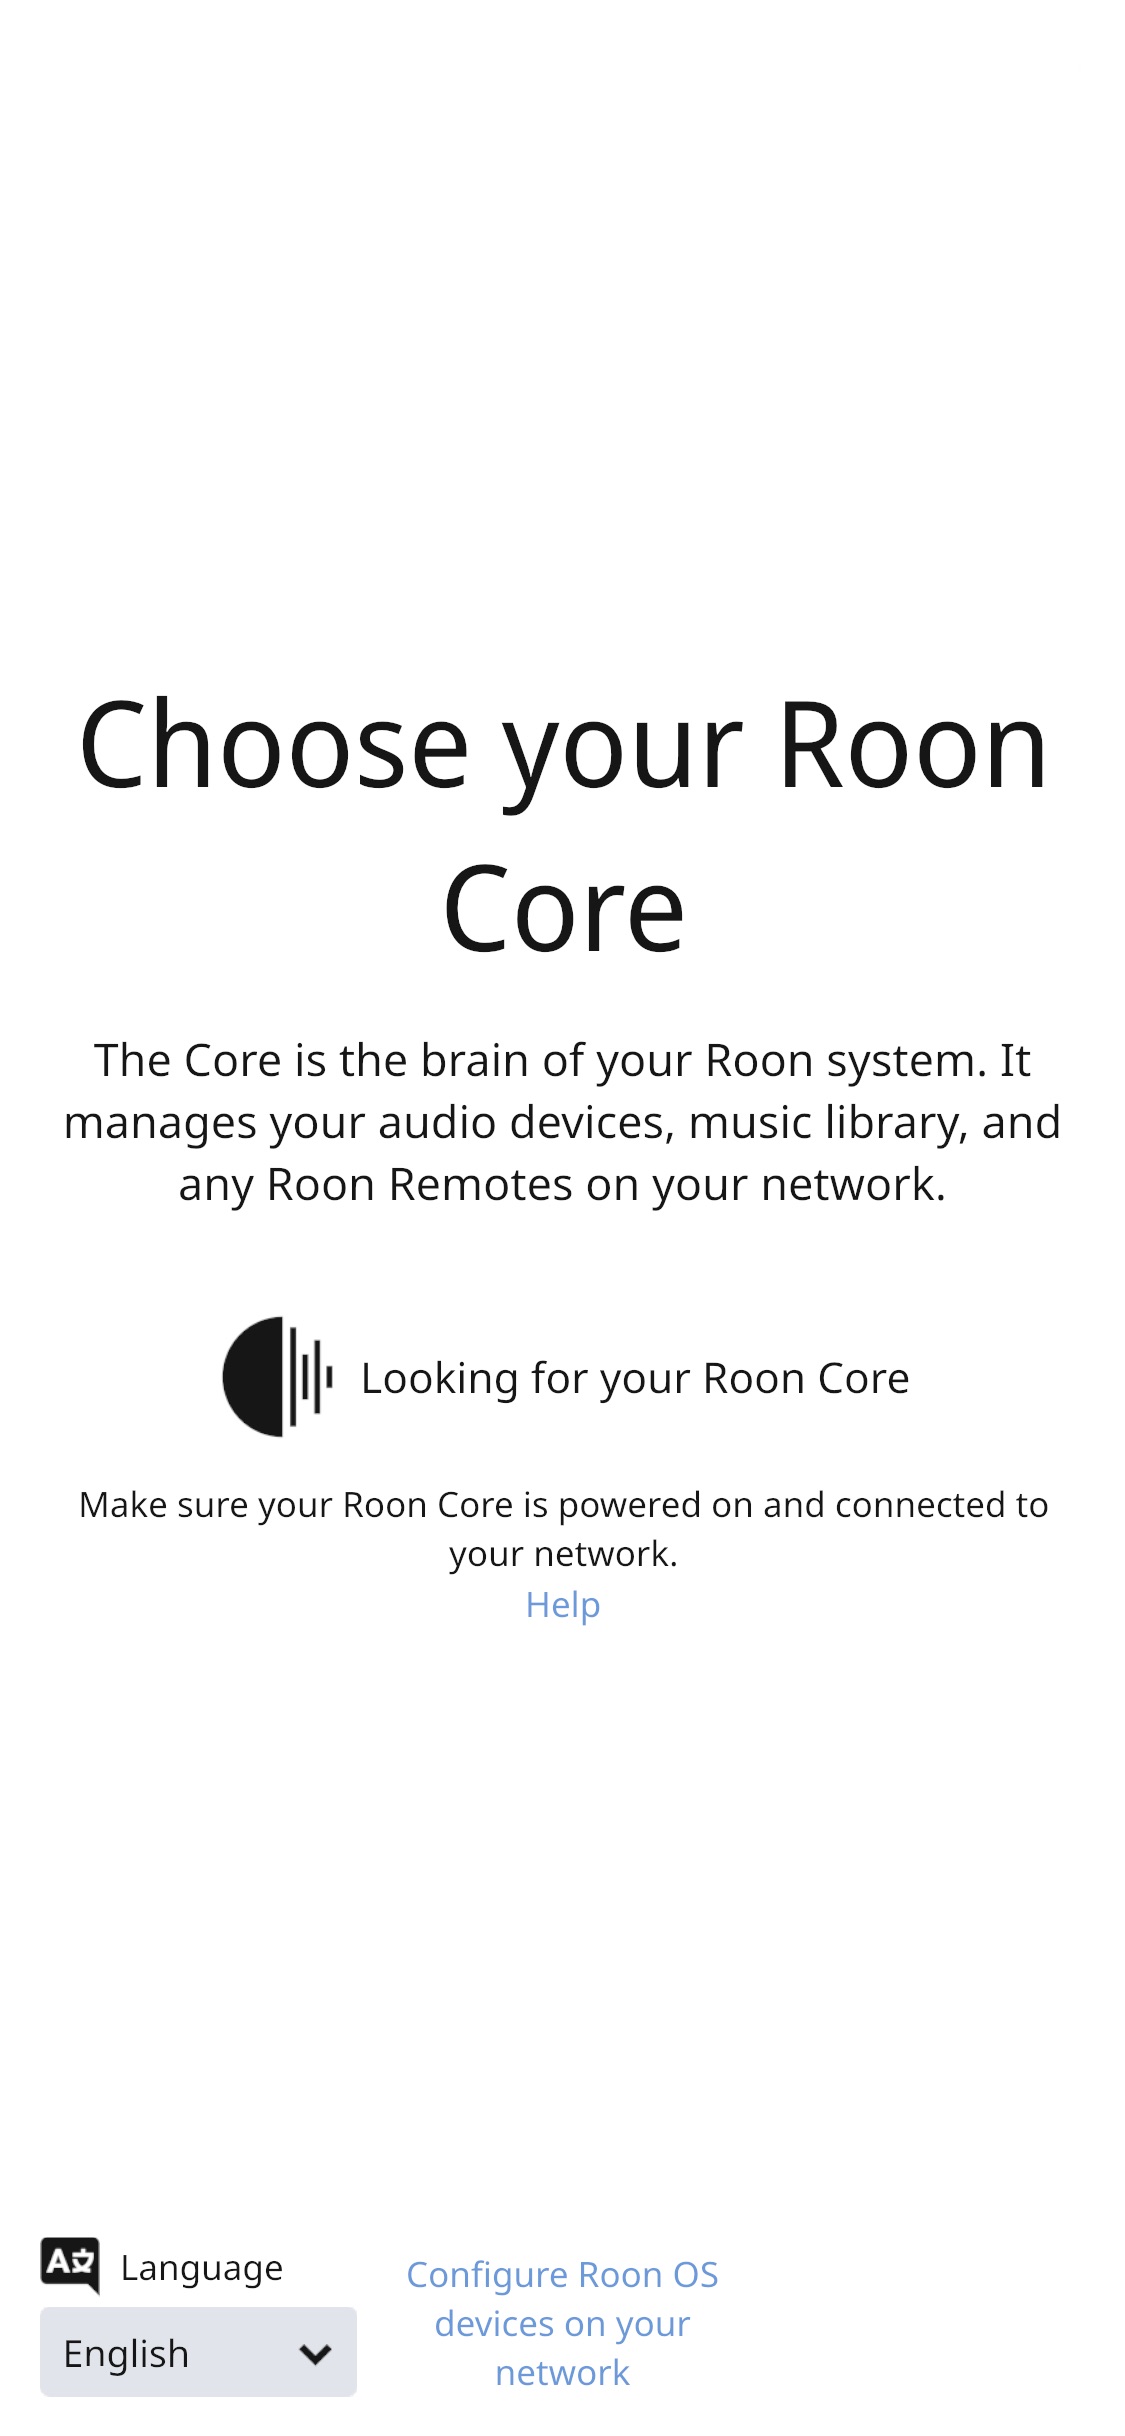 Choose your Roon
Core
The Core is the brain of your Roon system. It
manages your audio devices, music library, and
any Roon Remotes on your network.
Looking for your Roon Core
Make sure your Roon Core is powered on and connected to
your network.
Help
A文 Language
English
Configure Roon OS
devices on your
network